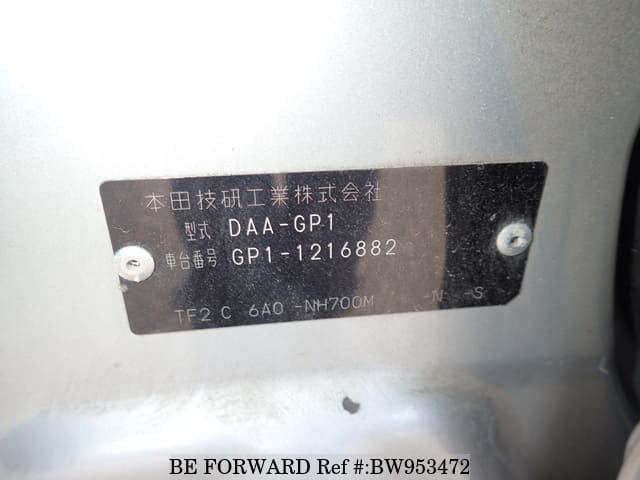 本田技研工業株式会社
型式 DAA-GP1
車台番号 GP1-1216882
TF2 C 6A0 -NH700M -N -S
BE FORWARD Ref #:BW953472